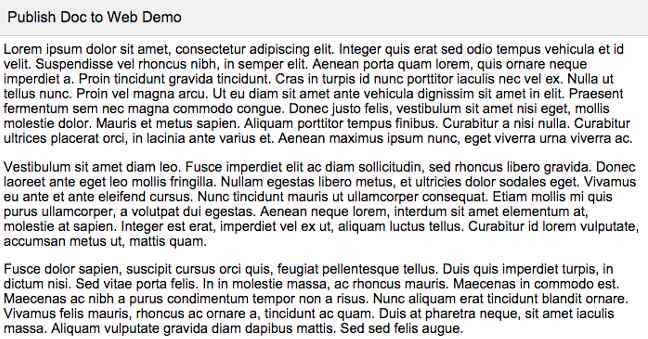 Publish Doc to Web Demo
Lorem ipsum dolor sit amet, consectetur adipiscing elit. Integer quis erat sed odio tempus vehicula et id
velit. Suspendisse vel rhoncus nibh, in semper elit. Aenean porta quam lorem, quis ornare neque
imperdiet a. Proin tincidunt gravida tincidunt. Cras in turpis id nunc porttitor iaculis nec vel ex. Nulla ut
tellus nunc. Proin vel magna arcu. Ut eu diam sit amet ante vehicula dignissim sit amet in elit. Praesent
fermentum sem nec magna commodo congue. Donec justo felis, vestibulum sit amet nisi eget, mollis
molestie dolor. Mauris et metus sapien. Aliquam porttitor tempus finibus. Curabitur a nisi nulla. Curabitur
ultrices placerat orci, in lacinia ante varius et. Aenean maximus ipsum nunc, eget viverra urna viverra ac.
Vestibulum sit amet diam leo. Fusce imperdiet elit ac diam sollicitudin, sed rhoncus libero gravida. Donec
laoreet ante eget leo mollis fringilla. Nullam egestas libero metus, et ultricies dolor sodales eget. Vivamus
eu ante et ante eleifend cursus. Nunc tincidunt mauris ut ullamcorper consequat. Etiam mollis mi quis
purus ullamcorper, a volutpat dui egestas. Aenean neque lorem, interdum sit amet elementum at,
molestie at sapien. Integer est erat, imperdiet vel ex ut, aliquam luctus tellus. Curabitur id lorem vulputate,
accumsan metus ut, mattis quam.
Fusce dolor sapien, suscipit cursus orci quis, feugiat pellentesque tellus. Duis quis imperdiet turpis, in
dictum nisi. Sed vitae porta felis. In in molestie massa, ac rhoncus mauris. Maecenas in commodo est.
Maecenas ac nibh a purus condimentum tempor non a risus. Nunc aliquam erat tincidunt blandit ornare.
Vivamus felis mauris, rhoncus ac ornare a, tincidunt ac quam. Duis at pharetra neque, sit amet iaculis
massa. Aliquam vulputate gravida diam dapibus mattis. Sed sed felis augue.